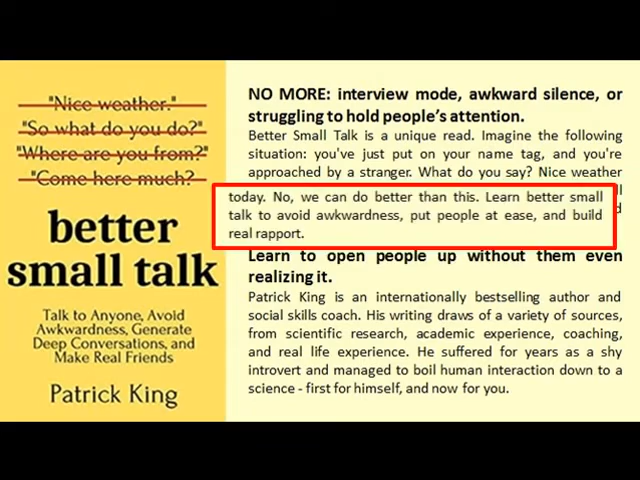 "Nice weather."
"So what do you do?"
"Where are you from?"
"Come here much?
better
small talk
Talk to Anyone, Avoid
Awkwardness, Generate
Deep Conversations, and
Make Real Friends
Patrick King
NO MORE: interview mode, awkward silence, or
struggling to hold people's attention.
Better Small Talk is a unique read. Imagine the following
situation: you've just put on your name tag, and you're
approached by a stranger. What do you say? Nice weather
today. No, we can do better than this. Learn better small
talk to avoid awkwardness, put people at ease, and build
real rapport.
Learn to open people up without them even
realizing it.
Patrick King is an internationally bestselling author and
social skills coach. His writing draws of a variety of sources,
from scientific research, academic experience, coaching,
and real life experience. He suffered for years as a shy
introvert and managed to boil human interaction down to a
science - first for himself, and now for you.